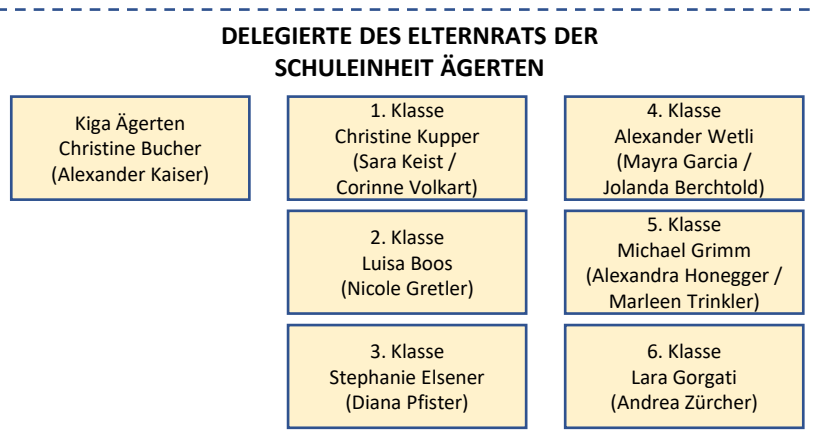 DELEGIERTE DES ELTERNRATS DER
SCHULEINHEIT ÄGERTEN
Kiga Ägerten
Christine Bucher
(Alexander Kaiser)
1. Klasse
Christine Kupper
(Sara Keist /
Corinne Volkart)
2. Klasse
Luisa Boos
(Nicole Gretler)
3. Klasse
Stephanie Elsener
(Diana Pfister)
4. Klasse
Alexander Wetli
(Mayra Garcia /
Jolanda Berchtold)
5. Klasse
Michael Grimm
(Alexandra Honegger /
Marleen Trinkler)
6. Klasse
Lara Gorgati
(Andrea Zürcher)